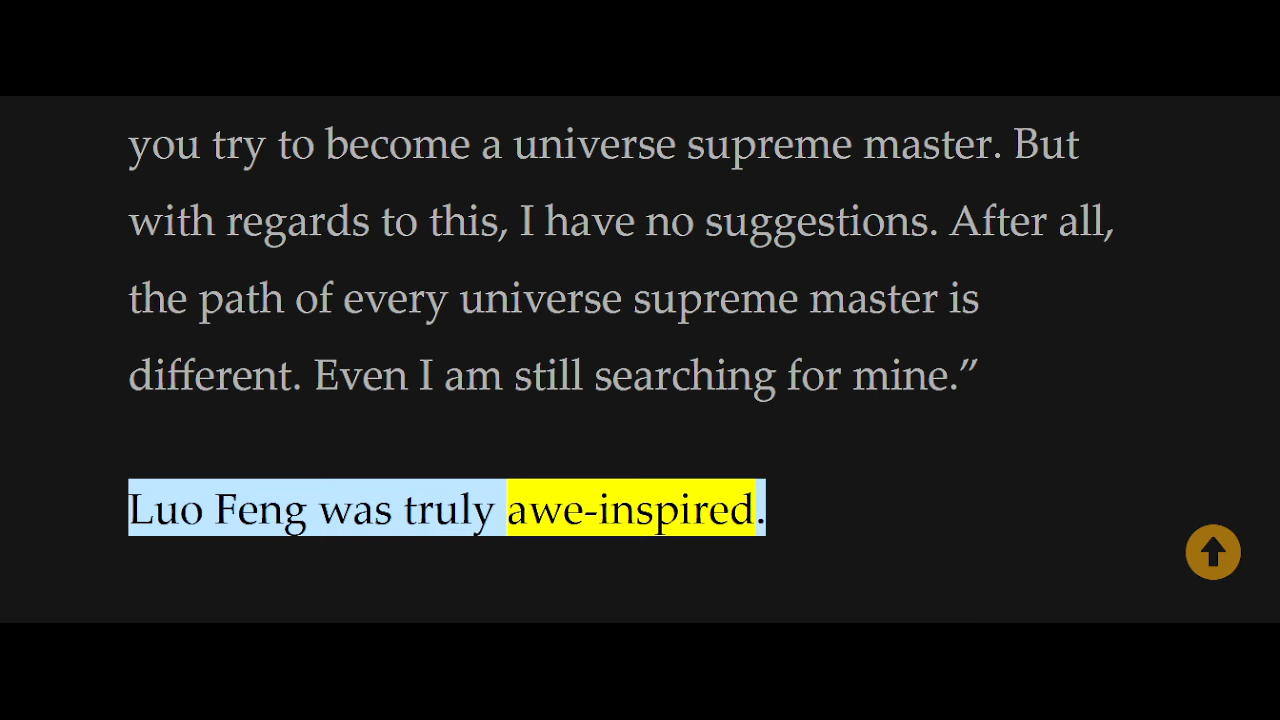 you try to become a universe supreme master. But
with regards to this, I have no suggestions. After all,
the path of every universe supreme master is
different. Even I am still searching for mine.”
Luo Feng was truly awe-inspired.